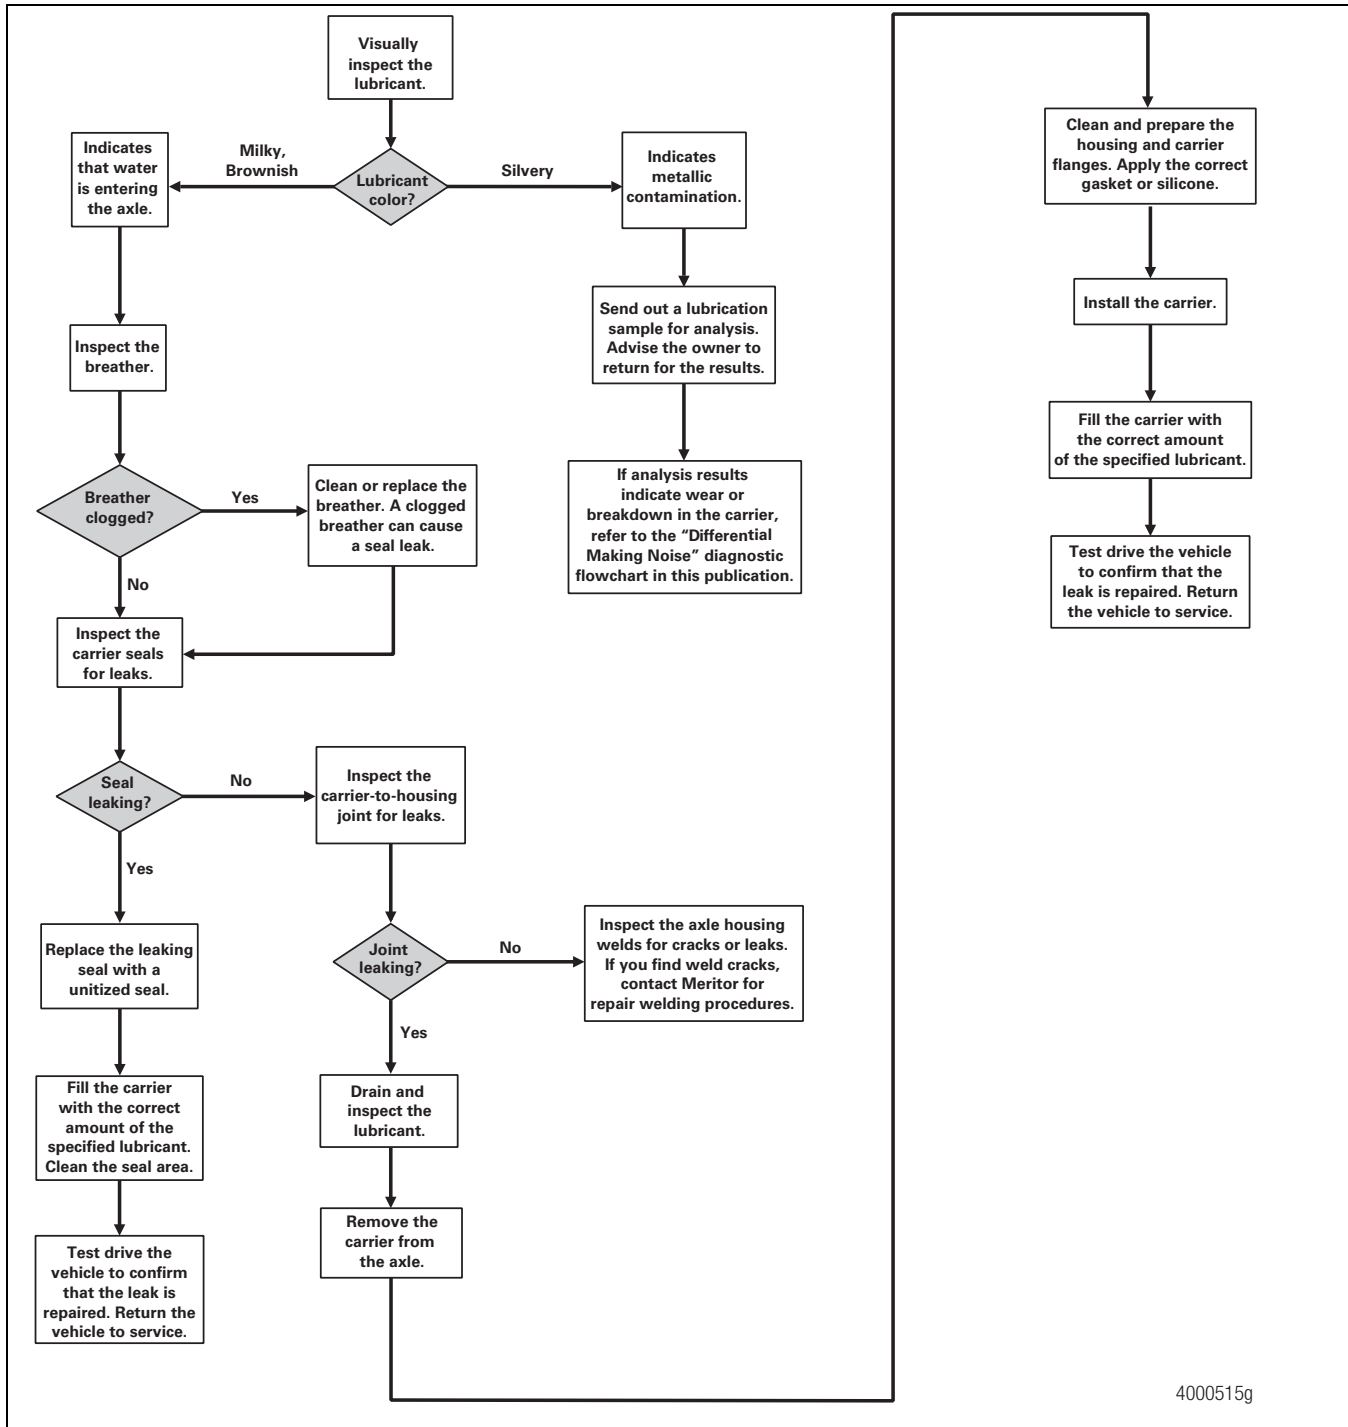 Visually
inspect the
lubricant.
Lubricant
color?
Milky,
Brownish
Silvery
Indicates
that water
is entering
the axle.
Indicates
metallic
contamination.
Inspect the
breather.
Send out a lubrication
sample for analysis.
Advise the owner to
return for the results.
Breather
clogged?
Yes
Clean or replace the
breather. A clogged
breather can cause
a seal leak.
If analysis results
indicate wear or
breakdown in the carrier,
refer to the “Differential
Making Noise” diagnostic
flowchart in this publication.
No
Inspect the
carrier seals
for leaks.
Seal
leaking?
No
Inspect the
carrier-to-housing
joint for leaks.
Yes
Replace the leaking
seal with a
unitized seal.
Fill the carrier
with the correct
amount of the
specified lubricant.
Clean the seal area.
Test drive the
vehicle to confirm
that the leak is
repaired. Return the
vehicle to service.
Joint
leaking?
No
Inspect the axle housing
welds for cracks or leaks.
If you find weld cracks,
contact Meritor for
repair welding procedures.
Yes
Drain and
inspect the
lubricant.
Remove the
carrier from
the axle.
Clean and prepare the
housing and carrier
flanges. Apply the correct
gasket or silicone.
Install the carrier.
Fill the carrier with
the correct amount
of the specified lubricant.
Test drive the vehicle
to confirm that the
leak is repaired. Return
the vehicle to service.
4000515g